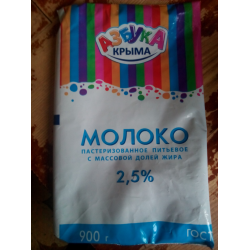 АЗБУКА
КРЫМА
МОЛОКО
ПАСТЕРИЗОВАННОЕ ПИТЬЕВОЕ
С МАССОВОЙ ДОЛЕЙ ЖИРА
2,5%
900 г
ГОСТ